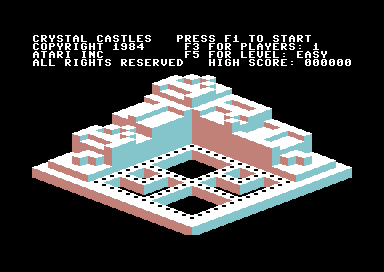 CRYSTAL CASTLES PRESS F1 TO START
COPYRIGHT 1984 F3 FOR PLAYERS: 1
ATARI INC F5 FOR LEVEL: EASY
ALL RIGHTS RESERVED HIGH SCORE: 000000